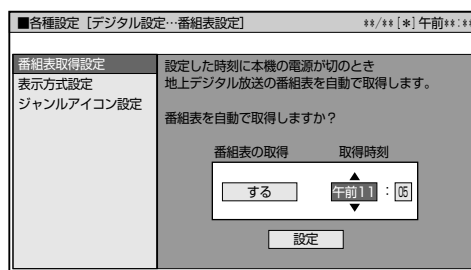 ■各種設定［デジタル設定…番組表設定］ **/**[*]午前**:**
番組表取得設定
表示方式設定
ジャンルアイコン設定
設定した時刻に本機の電源が切のとき
地上デジタル放送の番組表を自動で取得します。
番組表を自動で取得しますか？
番組表の取得 取得時刻
する 午前11 : 05
設定